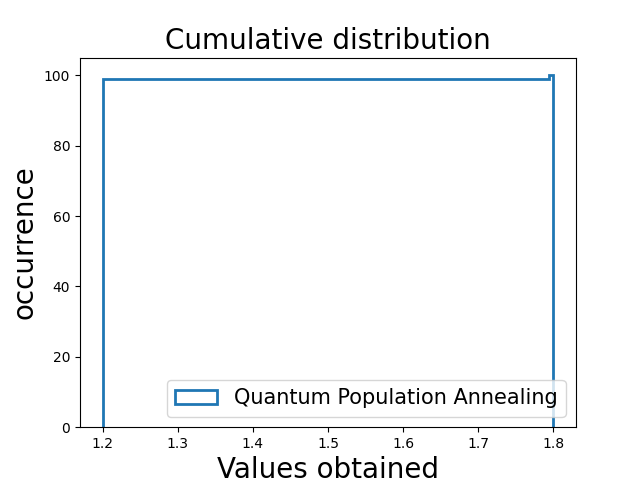 Cumulative distribution
occurrence
100
80
60
40
20
0
Quantum Population Annealing
1.2 1.3 1.4 1.5 1.6 1.7 1.8
Values obtained